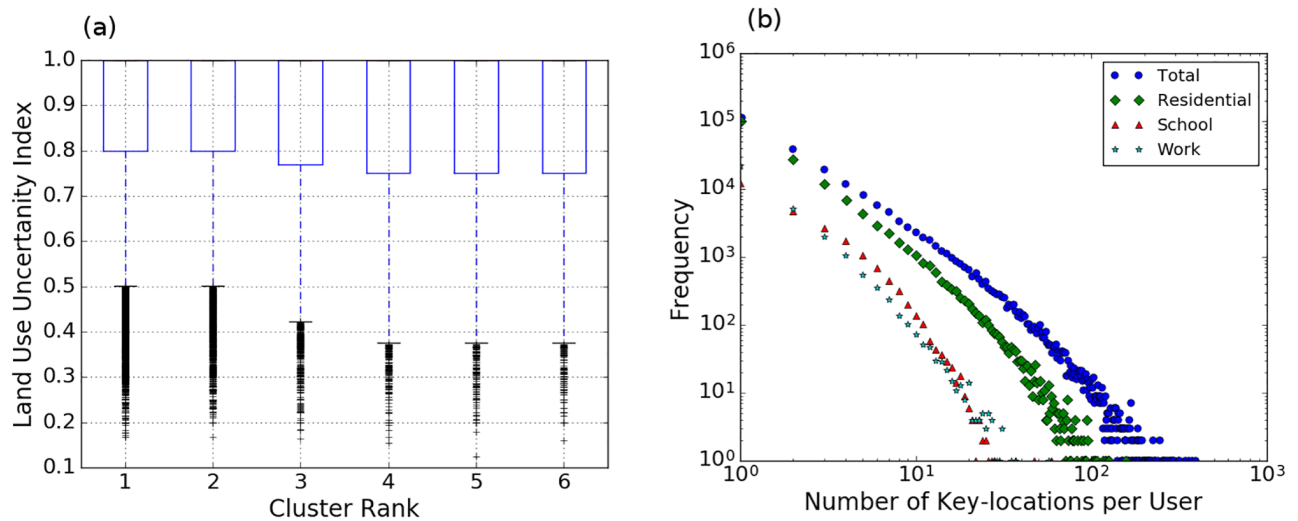 (a)
Land Use Uncertanity Index
1.0
0.9
0.8
0.7
0.6
0.5
0.4
0.3
0.2
0.1
1 2 3 4 5 6
Cluster Rank
(b)
Frequency
10^6
10^5
10^4
10^3
10^2
10^1
10^0
Total
Residential
School
Work
10^0 10^1 10^2 10^3
Number of Key-locations per User